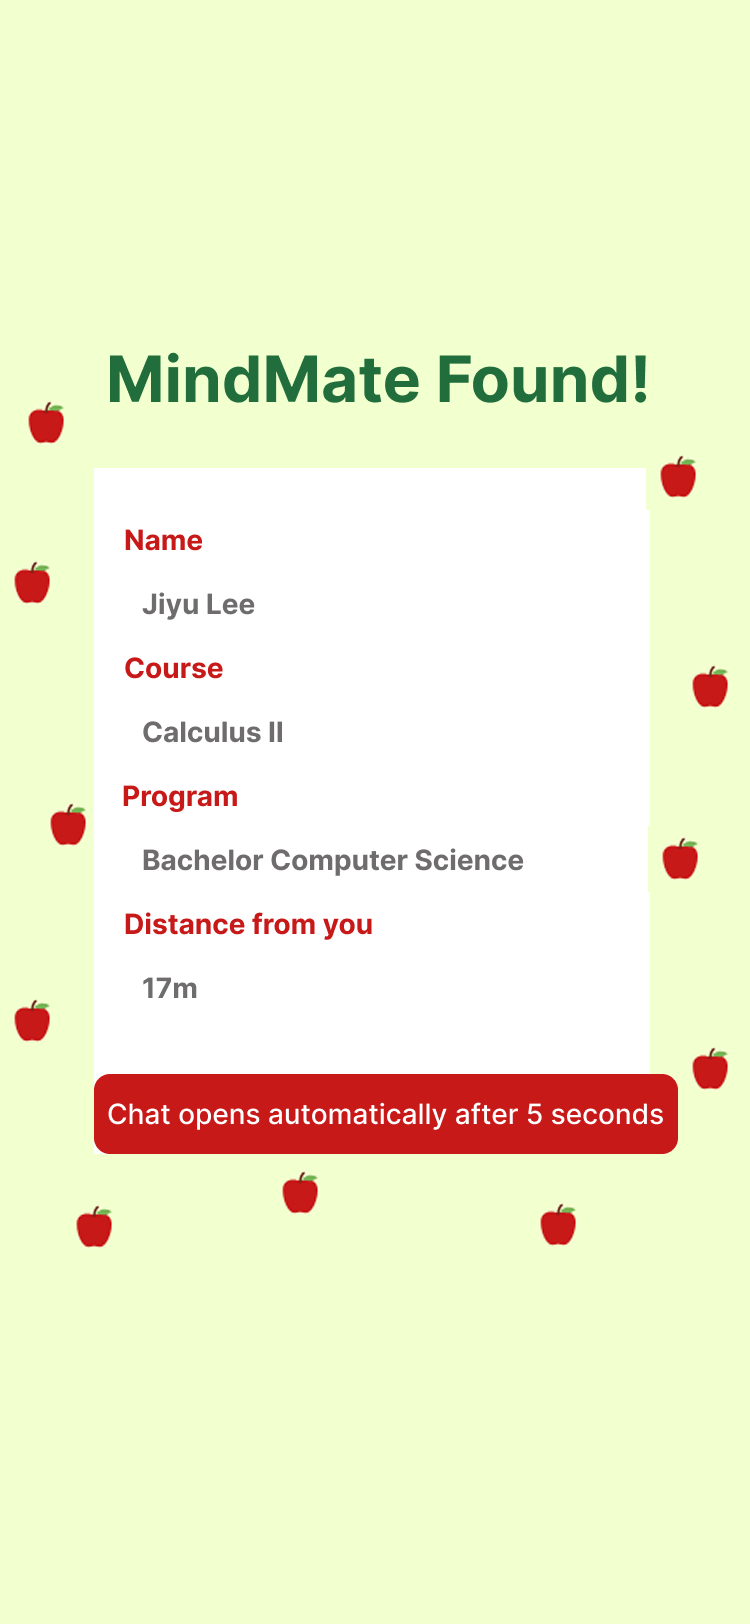 MindMate Found!
Name
Jiyu Lee
Course
Calculus II
Program
Bachelor Computer Science
Distance from you
17m
Chat opens automatically after 5 seconds